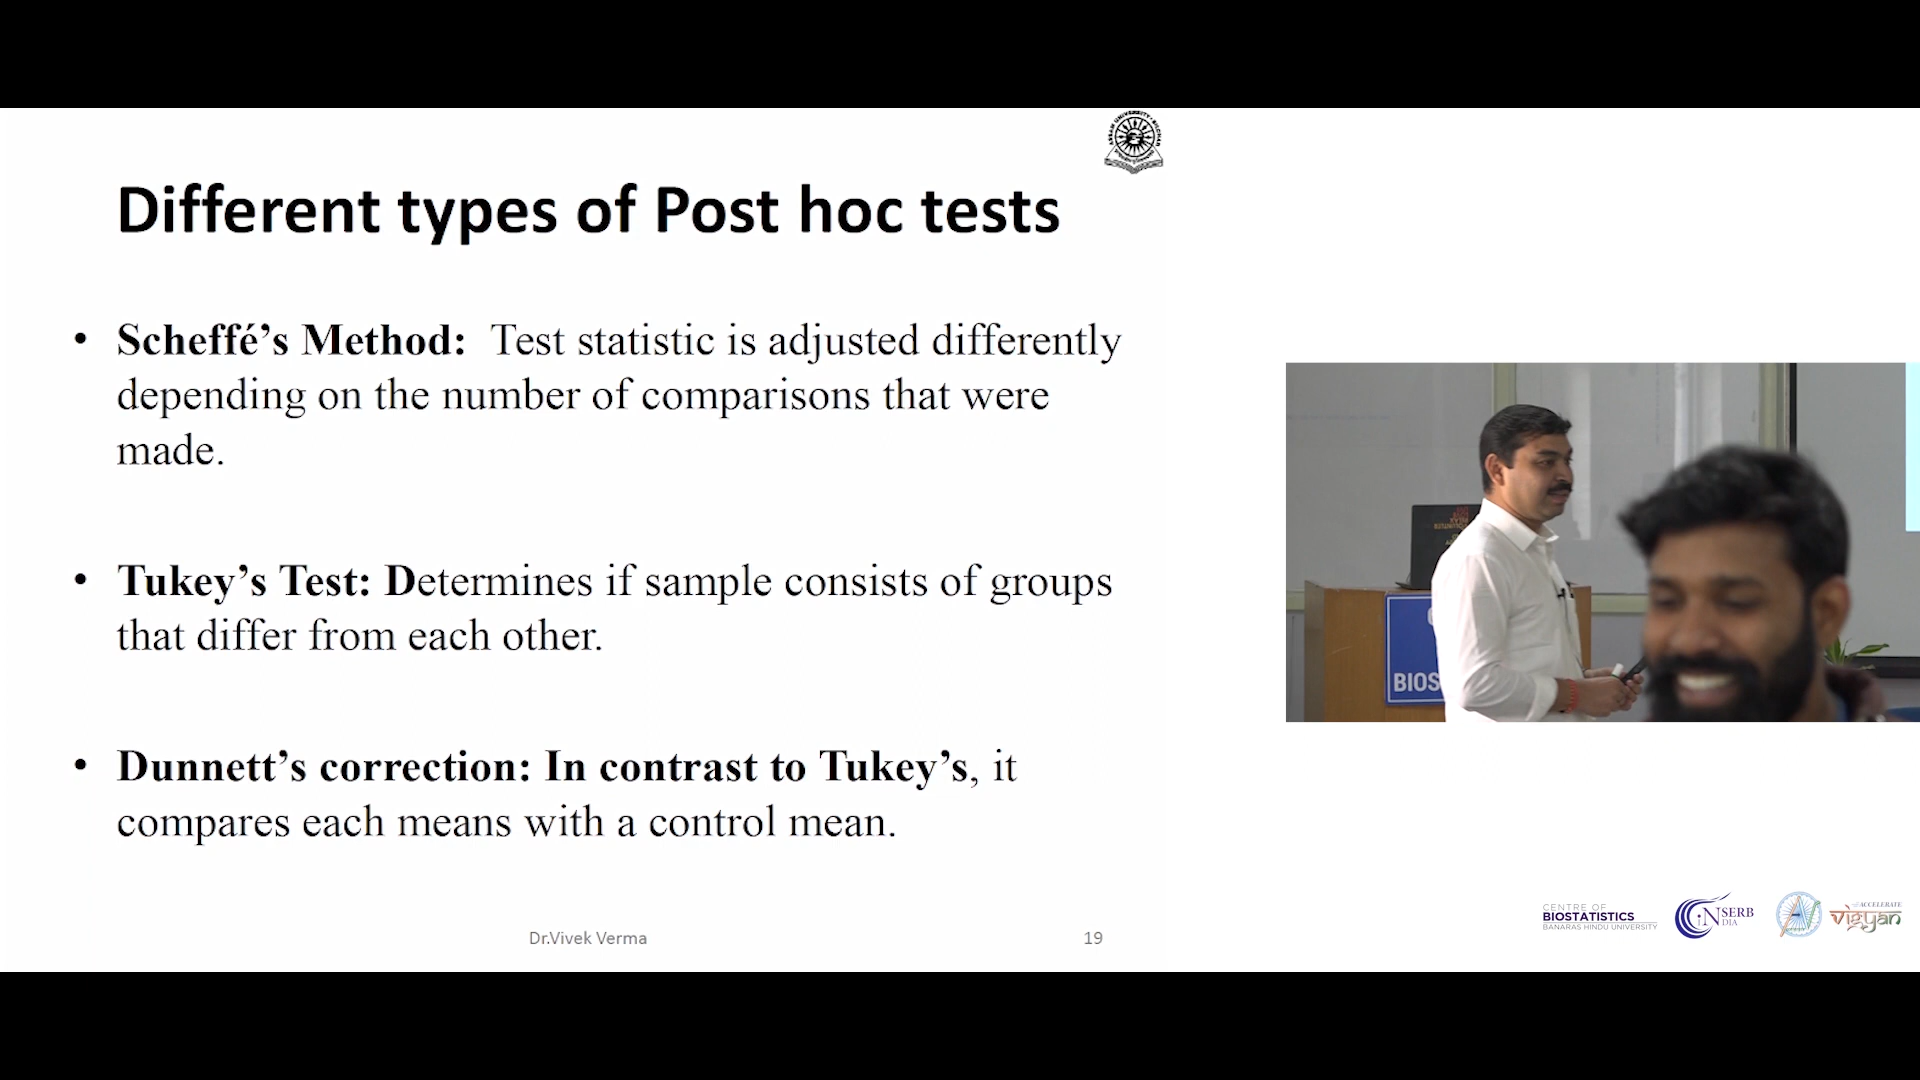 Different types of Post hoc tests
• Scheffé’s Method: Test statistic is adjusted differently
depending on the number of comparisons that were
made.
• Tukey’s Test: Determines if sample consists of groups
that differ from each other.
• Dunnett’s correction: In contrast to Tukey’s, it
compares each means with a control mean.
BIOS
Dr.Vivek Verma
19
CENTRE OF
BIOSTATISTICS
BANARAS HINDU UNIVERSITY
SERB
ACCELERATE